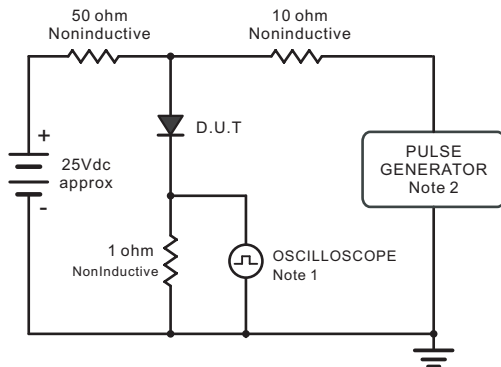 50 ohm
Noninductive
10 ohm
Noninductive
D.U.T
+
25Vdc
approx
-
PULSE
GENERATOR
Note 2
1 ohm
NonInductive
OSCILLOSCOPE
Note 1